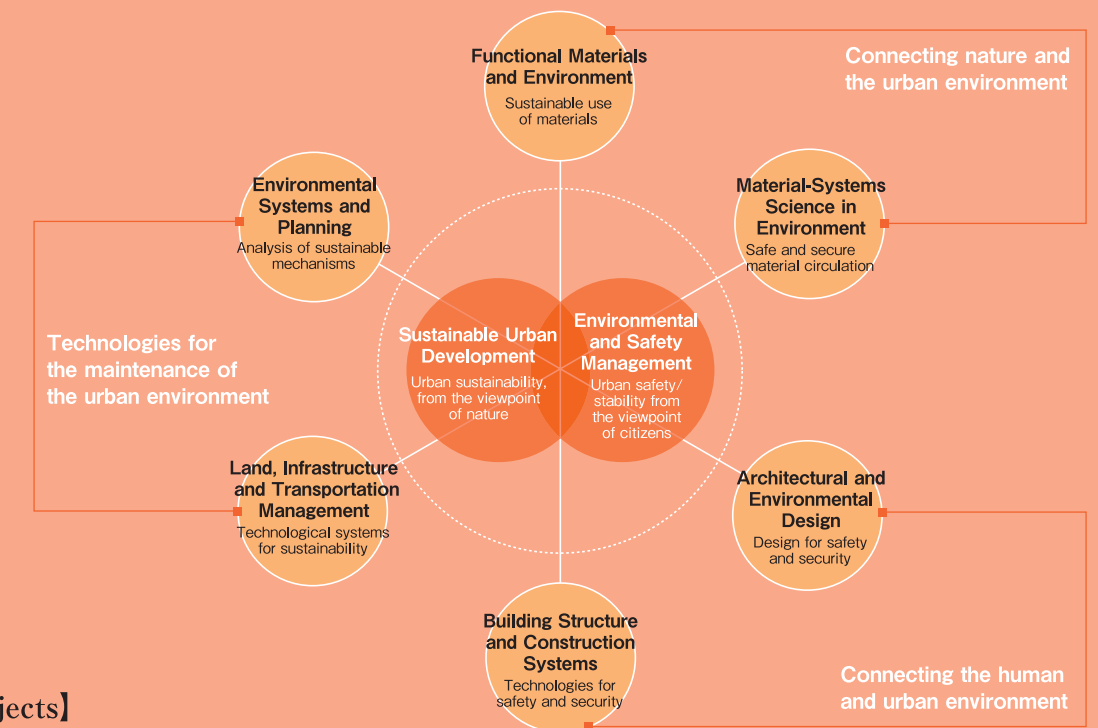 Functional Materials
and Environment
Sustainable use
of materials
Connecting nature and
the urban environment
Environmental
Systems and
Planning
Analysis of sustainable
mechanisms
Material-Systems
Science in
Environment
Safe and secure
material circulation
Technologies for
the maintenance of
the urban environment
Sustainable Urban
Development
Urban sustainability,
from the viewpoint
of nature
Environmental
and Safety
Management
Urban safety/
stability from
the viewpoint
of citizens
Land, Infrastructure
and Transportation
Management
Technological systems
for sustainability
Architectural and
Environmental
Design
Design for safety
and security
Building Structure
and Construction
Systems
Technologies for
safety and security
Connecting the human
and urban environment
jects】